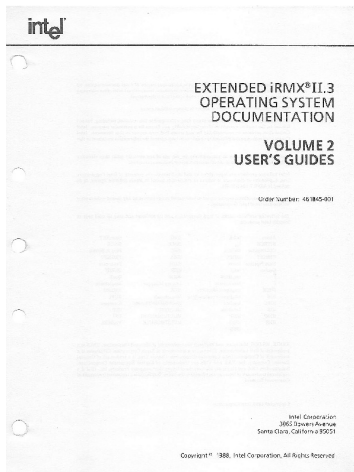 intel
EXTENDED iRMX®II.3
OPERATING SYSTEM
DOCUMENTATION
VOLUME 2
USER'S GUIDES
Order Number: 461845-001
Intel Corporation
3065 Bowers Avenue
Santa Clara, California 95051
Copyright © 1988, Intel Corporation, All Rights Reserved